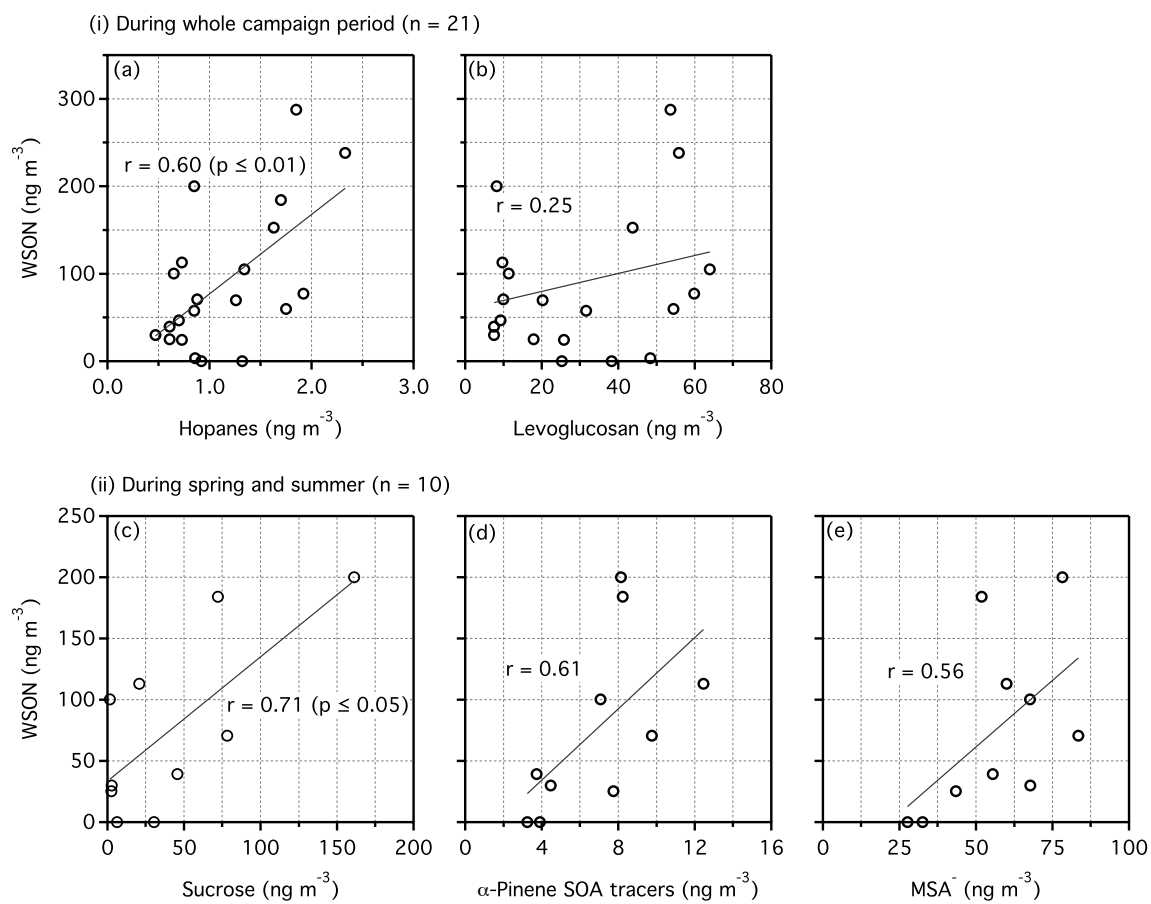 (i) During whole campaign period (n = 21)
(a)
(b)
300
200
100
0
WSON (ng m-3)
r = 0.60 (p ≤ 0.01)
r = 0.25
0.0 1.0 2.0 3.0
0 20 40 60 80
Hopanes (ng m-3)
Levoglucosan (ng m-3)
(ii) During spring and summer (n = 10)
(c)
(d)
(e)
250
200
150
100
50
0
WSON (ng m-3)
r = 0.71 (p ≤ 0.05)
r = 0.61
r = 0.56
0 50 100 150 200
0 4 8 12 16
0 25 50 75 100
Sucrose (ng m-3)
α-Pinene SOA tracers (ng m-3)
MSA- (ng m-3)